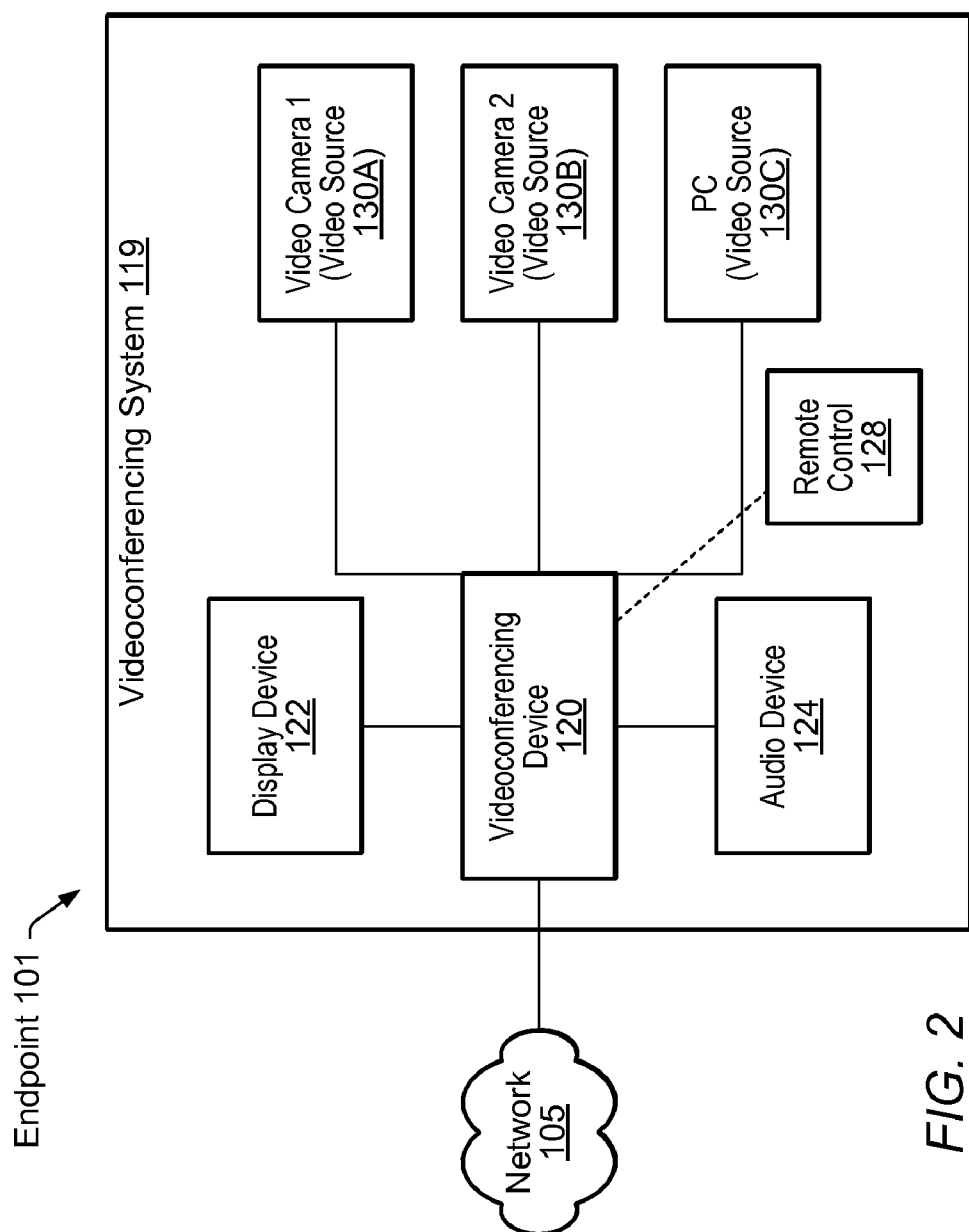 Endpoint 101
Videoconferencing System 119
Network
105
Display Device
122
Videoconferencing
Device
120
Audio Device
124
Video Camera 1
(Video Source
130A)
Video Camera 2
(Video Source
130B)
PC
(Video Source
130C)
Remote
Control
128
FIG. 2